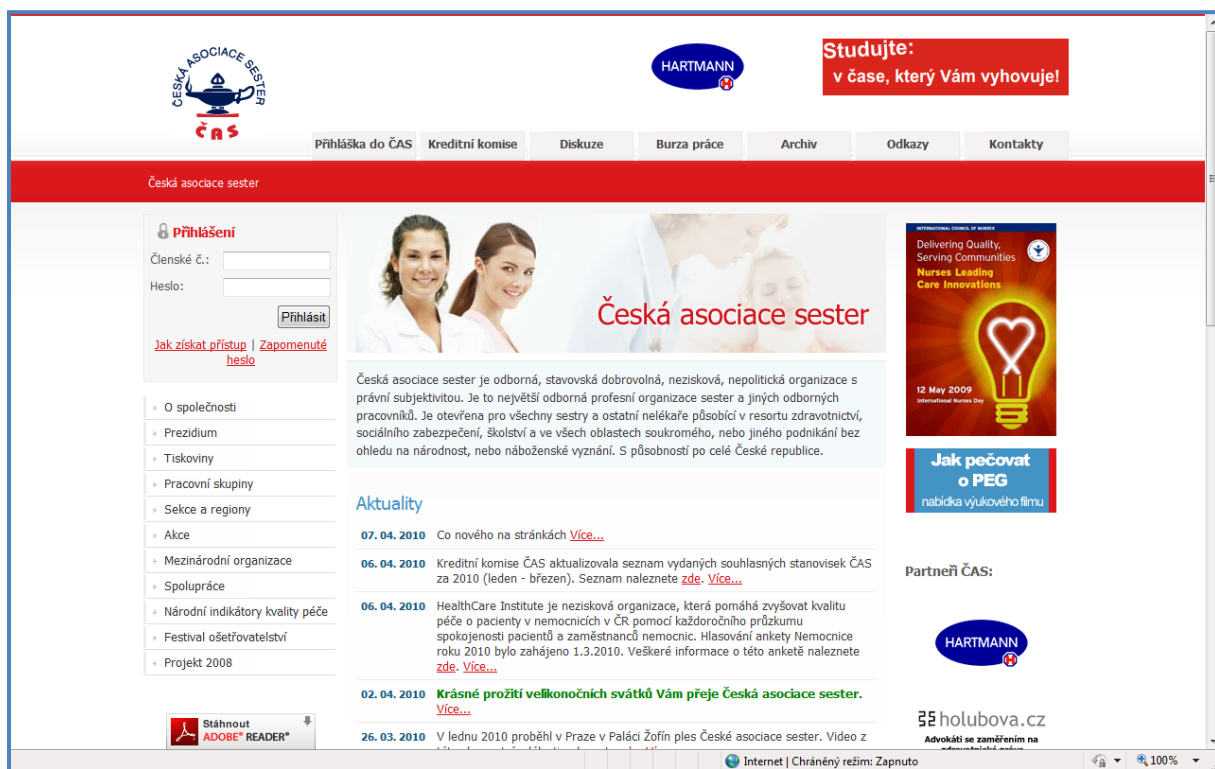 ČESKÁ ASOCIACE SESTER
ČAS
HARTMANN
Studujte:
v čase, který Vám vyhovuje!
Přihláška do ČAS
Kreditní komise
Diskuze
Burza práce
Archiv
Odkazy
Kontakty
Česká asociace sester
Přihlášení
Členské č.:
Heslo:
Přihlásit
Jak získat přístup | Zapomenuté
heslo
O společnosti
Prezidium
Tiskoviny
Pracovní skupiny
Sekce a regiony
Akce
Mezinárodní organizace
Spolupráce
Národní indikátory kvality péče
Festival ošetřovatelství
Projekt 2008
Stáhnout
ADOBE® READER®
Česká asociace sester
Česká asociace sester je odborná, stavovská dobrovolná, nezisková, nepolitická organizace s
právní subjektivitou. Je to největší odborná profesní organizace sester a jiných odborných
pracovníků. Je otevřena pro všechny sestry a ostatní nelékaře působící v resortu zdravotnictví,
sociálního zabezpečení, školství a ve všech oblastech soukromého, nebo jiného podnikání bez
ohledu na národnost, nebo náboženské vyznání. S působností po celé České republice.
Aktuality
07. 04. 2010 Co nového na stránkách Více...
06. 04. 2010 Kreditní komise ČAS aktualizovala seznam vydaných souhlasných stanovisek ČAS
za 2010 (leden - březen). Seznam naleznete zde. Více...
06. 04. 2010 HealthCare Institute je nezisková organizace, která pomáhá zvyšovat kvalitu
péče o pacienty v nemocnicích v ČR pomocí každoročního průzkumu
spokojenosti pacientů a zaměstnanců nemocnic. Hlasování ankety Nemocnice
roku 2010 bylo zahájeno 1.3.2010. Veškeré informace o této anketě naleznete
zde. Více...
02. 04. 2010 Krásné prožití velikonočních svátků Vám přeje Česká asociace sester.
Více...
26. 03. 2010 V lednu 2010 proběhl v Praze v Paláci Žofín ples České asociace sester. Video z
INTERNATIONAL COUNCIL OF NURSES
Delivering Quality,
Serving Communities
Nurses Leading
Care Innovations
12 May 2009
International Nurses Day
Jak pečovat
o PEG
nabídka výukového filmu
Partneři ČAS:
HARTMANN
holubova.cz
Advokáti se zaměřením na
Internet | Chráněný režim: Zapnuto
100%